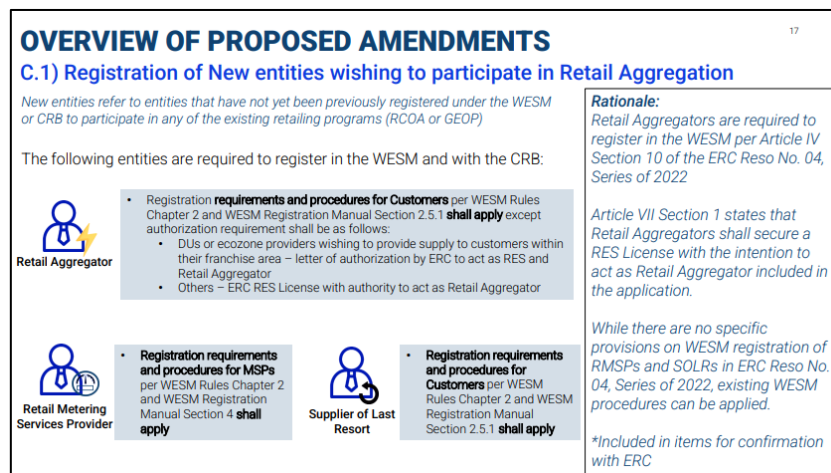 17
OVERVIEW OF PROPOSED AMENDMENTS
C.1) Registration of New entities wishing to participate in Retail Aggregation
New entities refer to entities that have not yet been previously registered under the WESM
or CRB to participate in any of the existing retailing programs (RCOA or GEOP)
The following entities are required to register in the WESM and with the CRB:
Retail Aggregator
• Registration requirements and procedures for Customers per WESM Rules
Chapter 2 and WESM Registration Manual Section 2.5.1 shall apply except
authorization requirement shall be as follows:
• DUs or ecozone providers wishing to provide supply to customers within
their franchise area – letter of authorization by ERC to act as RES and
Retail Aggregator
• Others – ERC RES License with authority to act as Retail Aggregator
Retail Metering
Services Provider
• Registration requirements
and procedures for MSPs
per WESM Rules Chapter 2
and WESM Registration
Manual Section 4 shall
apply
Supplier of Last
Resort
• Registration requirements
and procedures for
Customers per WESM
Rules Chapter 2 and WESM
Registration Manual
Section 2.5.1 shall apply
Rationale:
Retail Aggregators are required to
register in the WESM per Article IV
Section 10 of the ERC Reso No. 04,
Series of 2022
Article VII Section 1 states that
Retail Aggregators shall secure a
RES License with the intention to
act as Retail Aggregator included in
the application.
While there are no specific
provisions on WESM registration of
RMSPs and SOLRs in ERC Reso No.
04, Series of 2022, existing WESM
procedures can be applied.
*Included in items for confirmation
with ERC